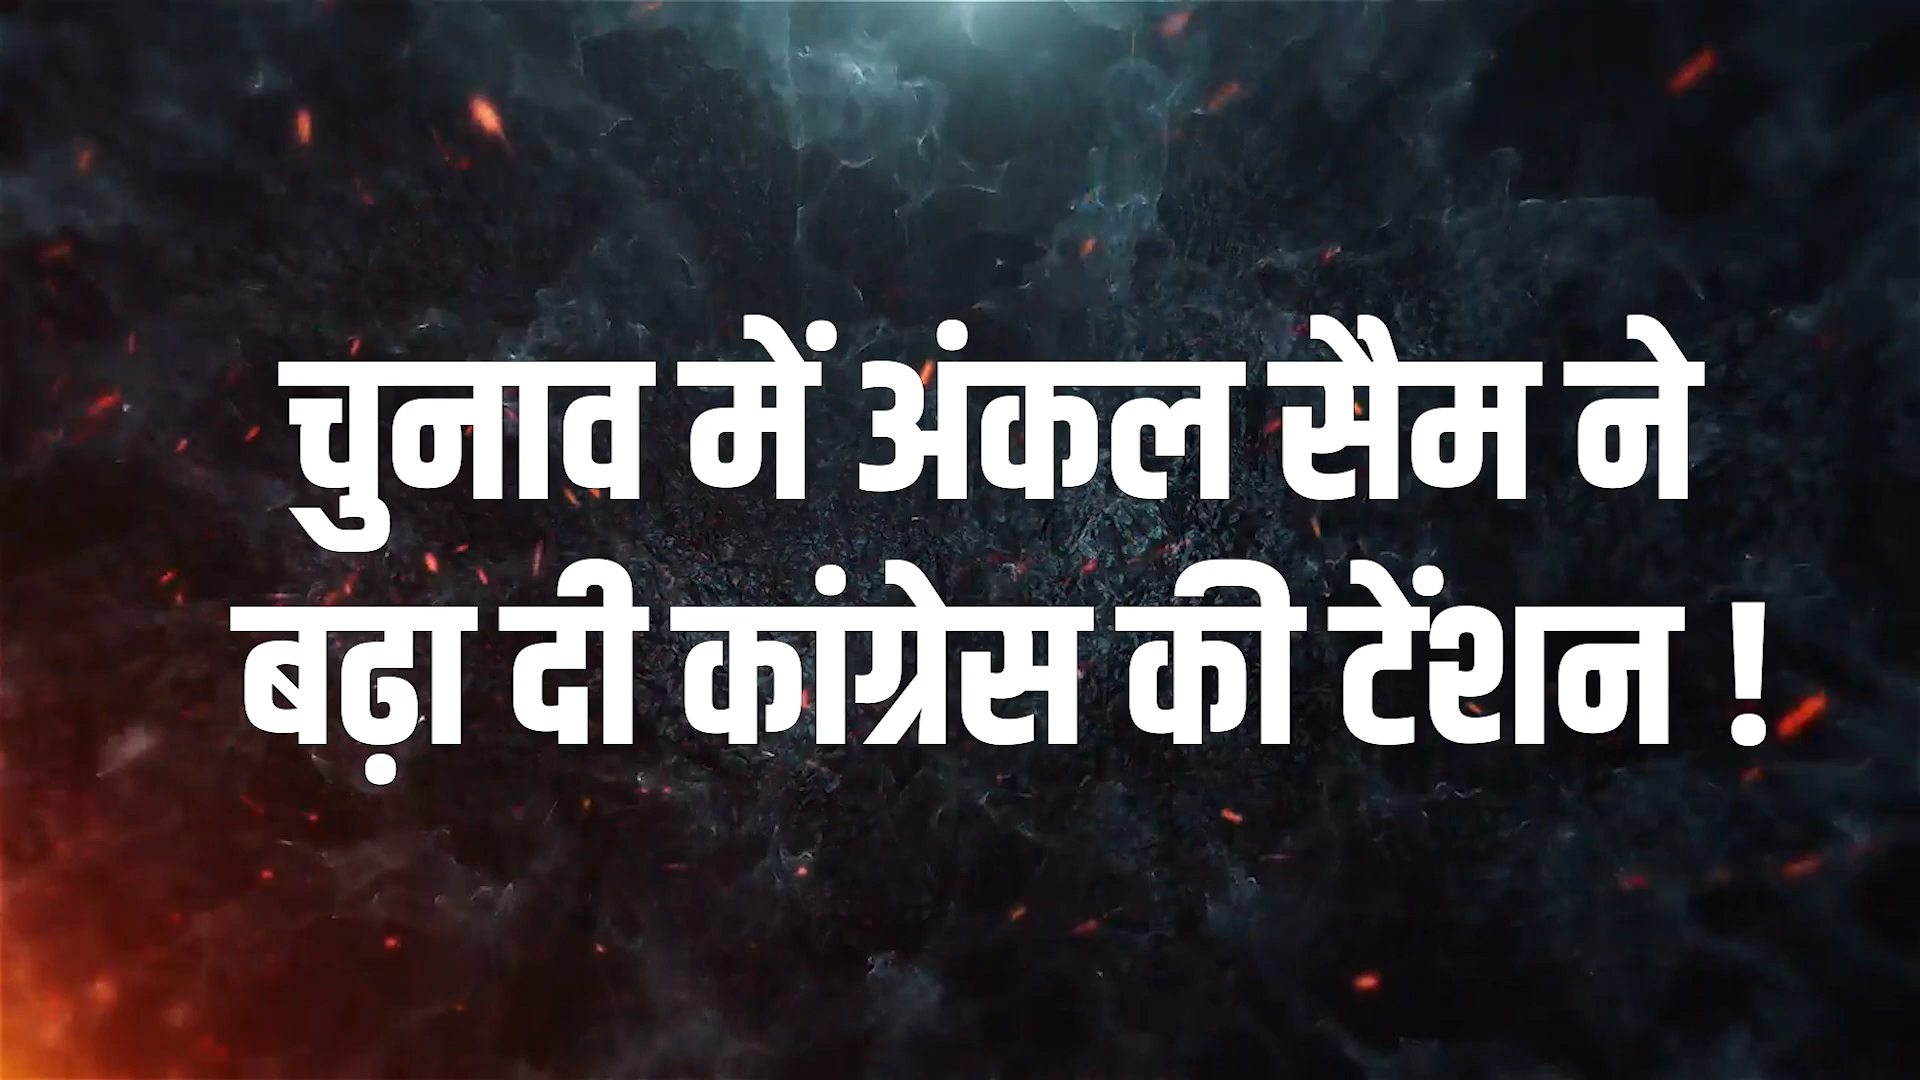 चुनाव में अंकल सैम ने
बढ़ा दी कांग्रेस की टेंशन !